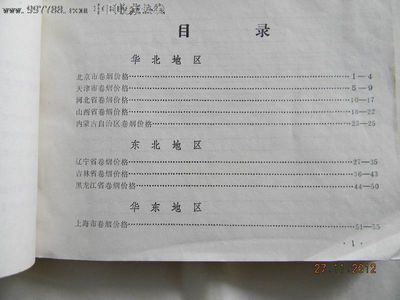 www.997788.com 中国收藏热线
目 录
华 北 地 区
北京市卷烟价格……1—4
天津市卷烟价格……5—9
河北省卷烟价格……10—17
山西省卷烟价格……18—22
内蒙古自治区卷烟价格……23—25
东 北 地 区
辽宁省卷烟价格……27—35
吉林省卷烟价格……36—43
黑龙江省卷烟价格……44—50
华 东 地 区
上海市卷烟价格……51—55
· 1 ·
27.11.2012